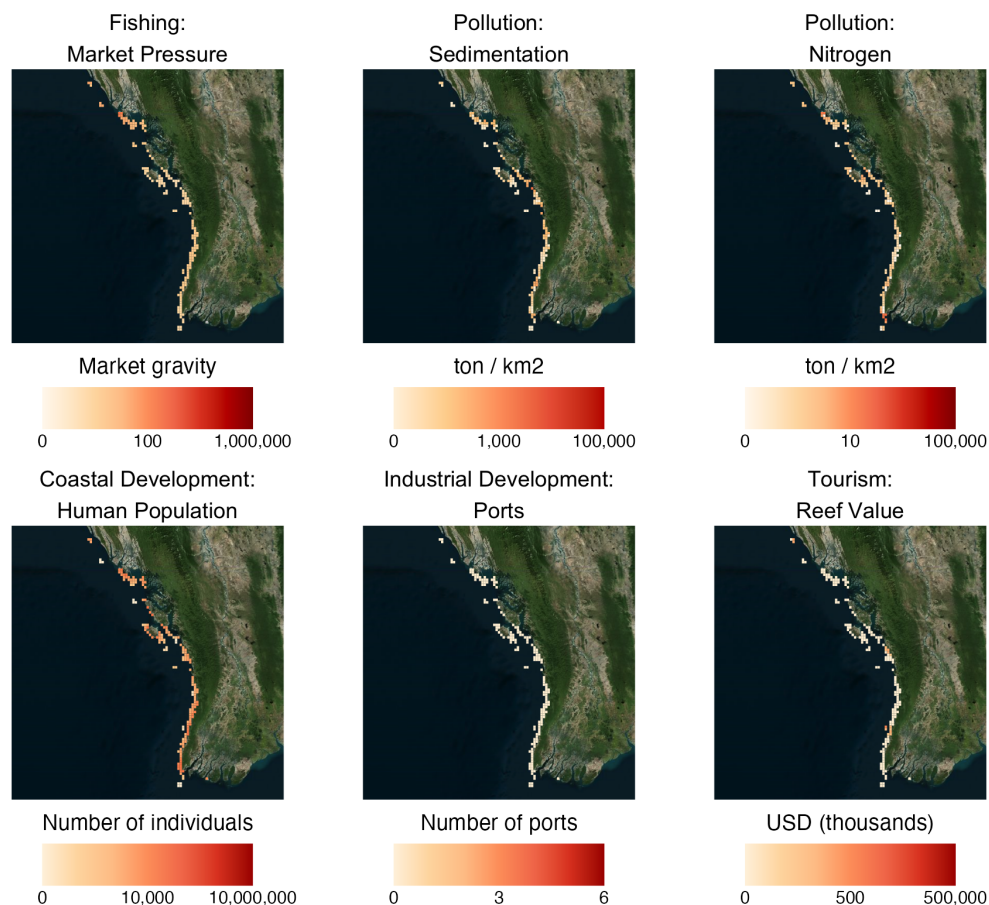 Fishing:
Market Pressure
Pollution:
Sedimentation
Pollution:
Nitrogen
Market gravity
0 100 1,000,000
ton / km2
0 1,000 100,000
ton / km2
0 10 100,000
Coastal Development:
Human Population
Industrial Development:
Ports
Tourism:
Reef Value
Number of individuals
0 10,000 10,000,000
Number of ports
0 3 6
USD (thousands)
0 500 500,000